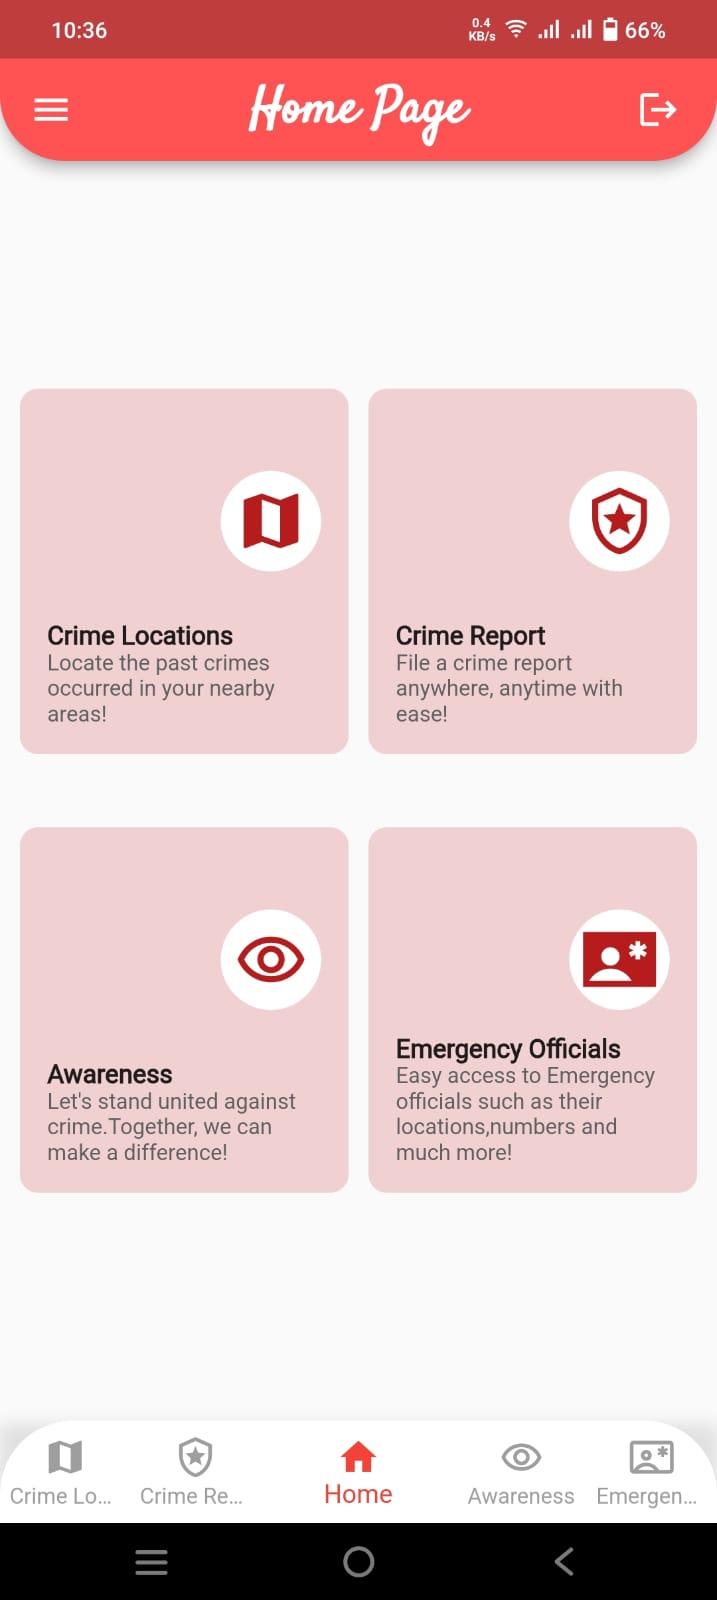 10:36
0.4
KB/s
66%
Home Page
Crime Locations
Locate the past crimes
occurred in your nearby
areas!
Crime Report
File a crime report
anywhere, anytime with
ease!
Awareness
Let's stand united against
crime.Together, we can
make a difference!
Emergency Officials
Easy access to Emergency
officials such as their
locations,numbers and
much more!
Crime Lo...
Crime Re...
Home
Awareness
Emergen...